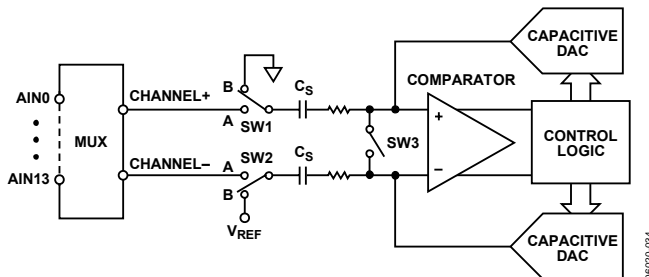 CAPACITIVE
DAC
COMPARATOR
B
CHANNEL+
CS
AIN0
A
SW1
+
MUX
SW3
CONTROL
LOGIC
CHANNEL–
A
SW2
CS
–
AIN13
B
VREF
CAPACITIVE
DAC